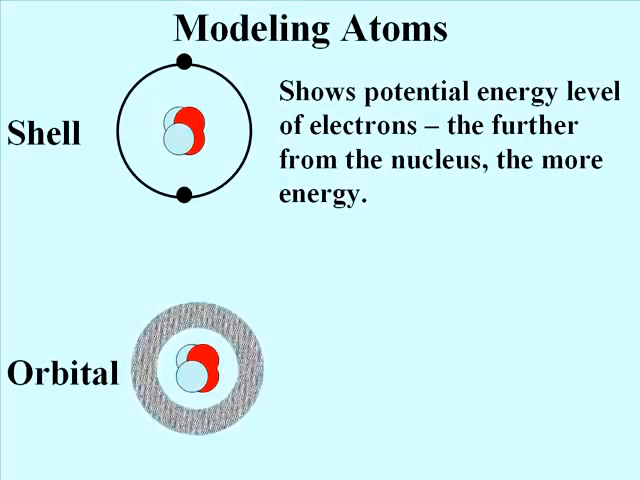 Modeling Atoms
Shell
Shows potential energy level
of electrons – the further
from the nucleus, the more
energy.
Orbital